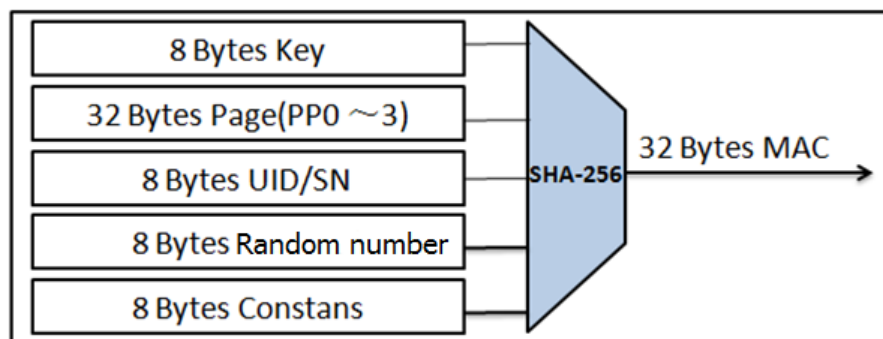 8 Bytes Key
32 Bytes Page(PP0 ～3)
8 Bytes UID/SN
8 Bytes Random number
8 Bytes Constans
SHA-256
32 Bytes MAC